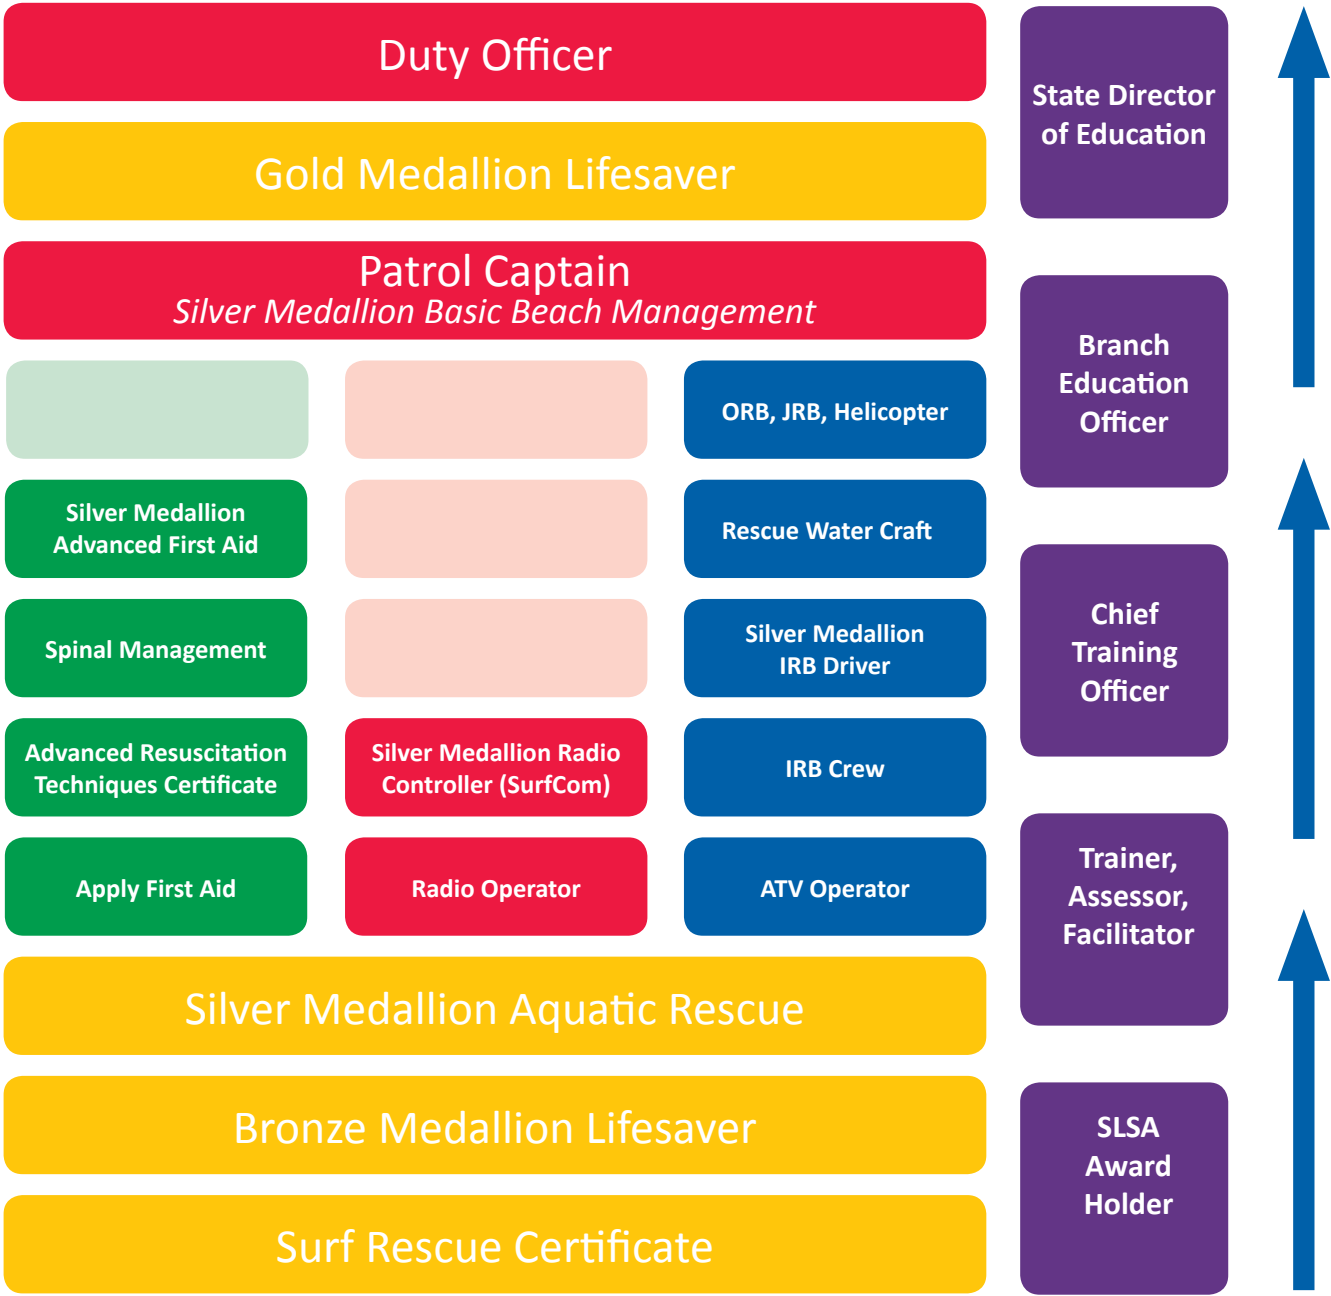 Duty Officer
Gold Medallion Lifesaver
Patrol Captain
Silver Medallion Basic Beach Management
ORB, JRB, Helicopter
Silver Medallion
Advanced First Aid
Rescue Water Craft
Spinal Management
Silver Medallion
IRB Driver
Advanced Resuscitation
Techniques Certificate
Silver Medallion Radio
Controller (SurfCom)
IRB Crew
Apply First Aid
Radio Operator
ATV Operator
Silver Medallion Aquatic Rescue
Bronze Medallion Lifesaver
Surf Rescue Certificate
State Director
of Education
Branch
Education
Officer
Chief
Training
Officer
Trainer,
Assessor,
Facilitator
SLSA
Award
Holder